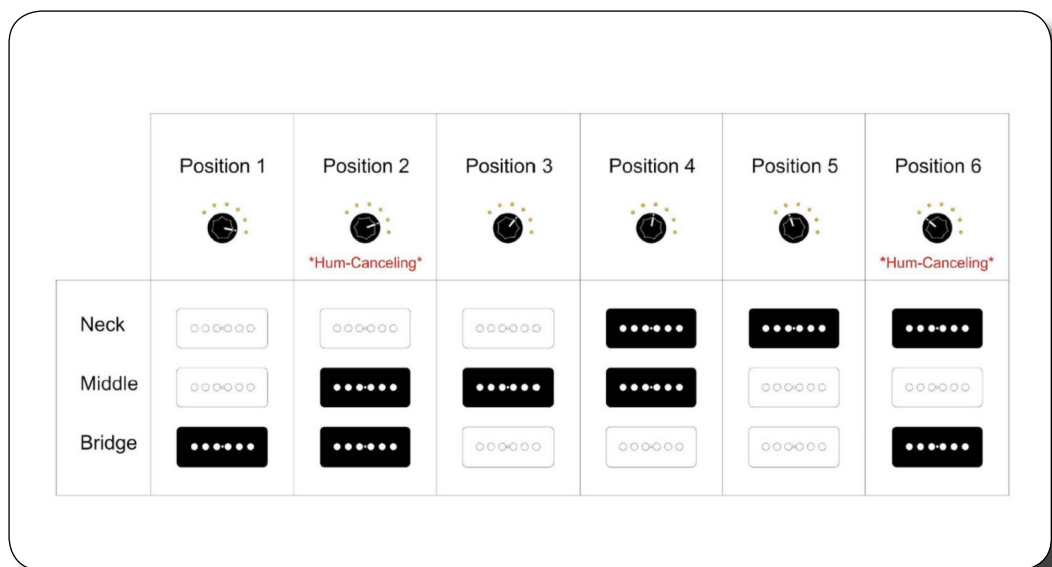 Position 1 Position 2 Position 3 Position 4 Position 5 Position 6
*Hum-Canceling* *Hum-Canceling*
Neck
Middle
Bridge